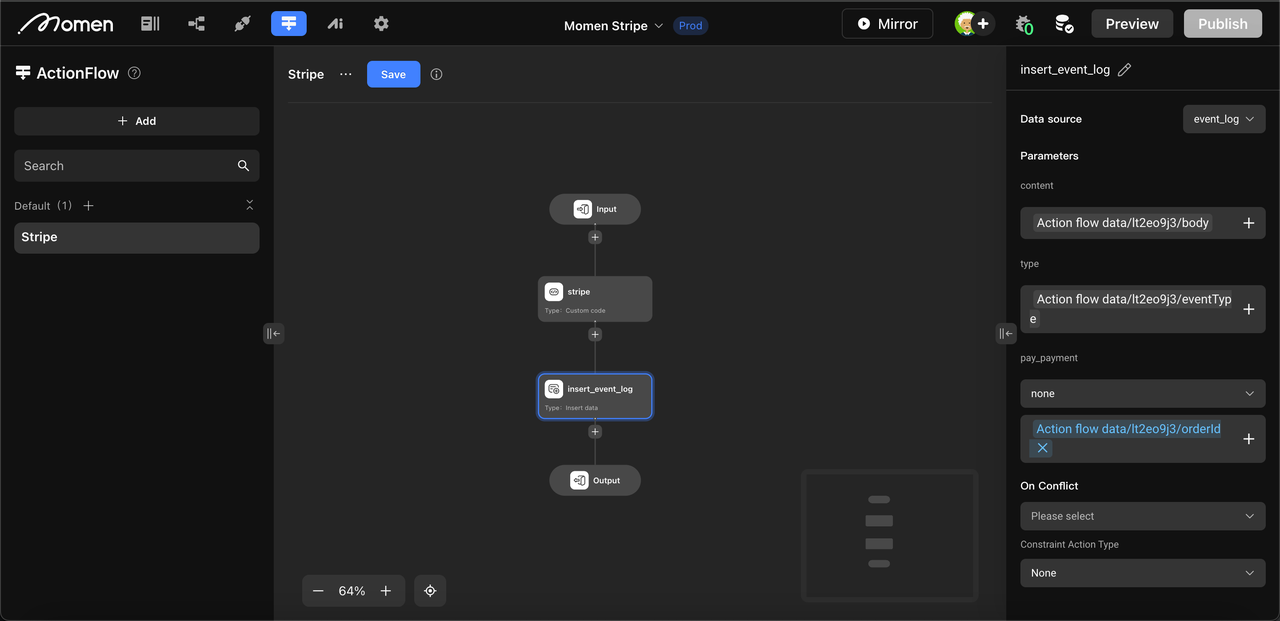 Momen
Ai
Momen Stripe
Prod
Mirror
0
Preview
Publish
ActionFlow
Add
Search
Default (1)
Stripe
Stripe
Save
Input
stripe
Type: Custom code
insert_event_log
Type: Insert data
Output
64%
insert_event_log
Data source
event_log
Parameters
content
Action flow data/lt2eo9j3/body
type
Action flow data/lt2eo9j3/eventTyp
e
pay_payment
none
Action flow data/lt2eo9j3/orderId
On Conflict
Please select
Constraint Action Type
None